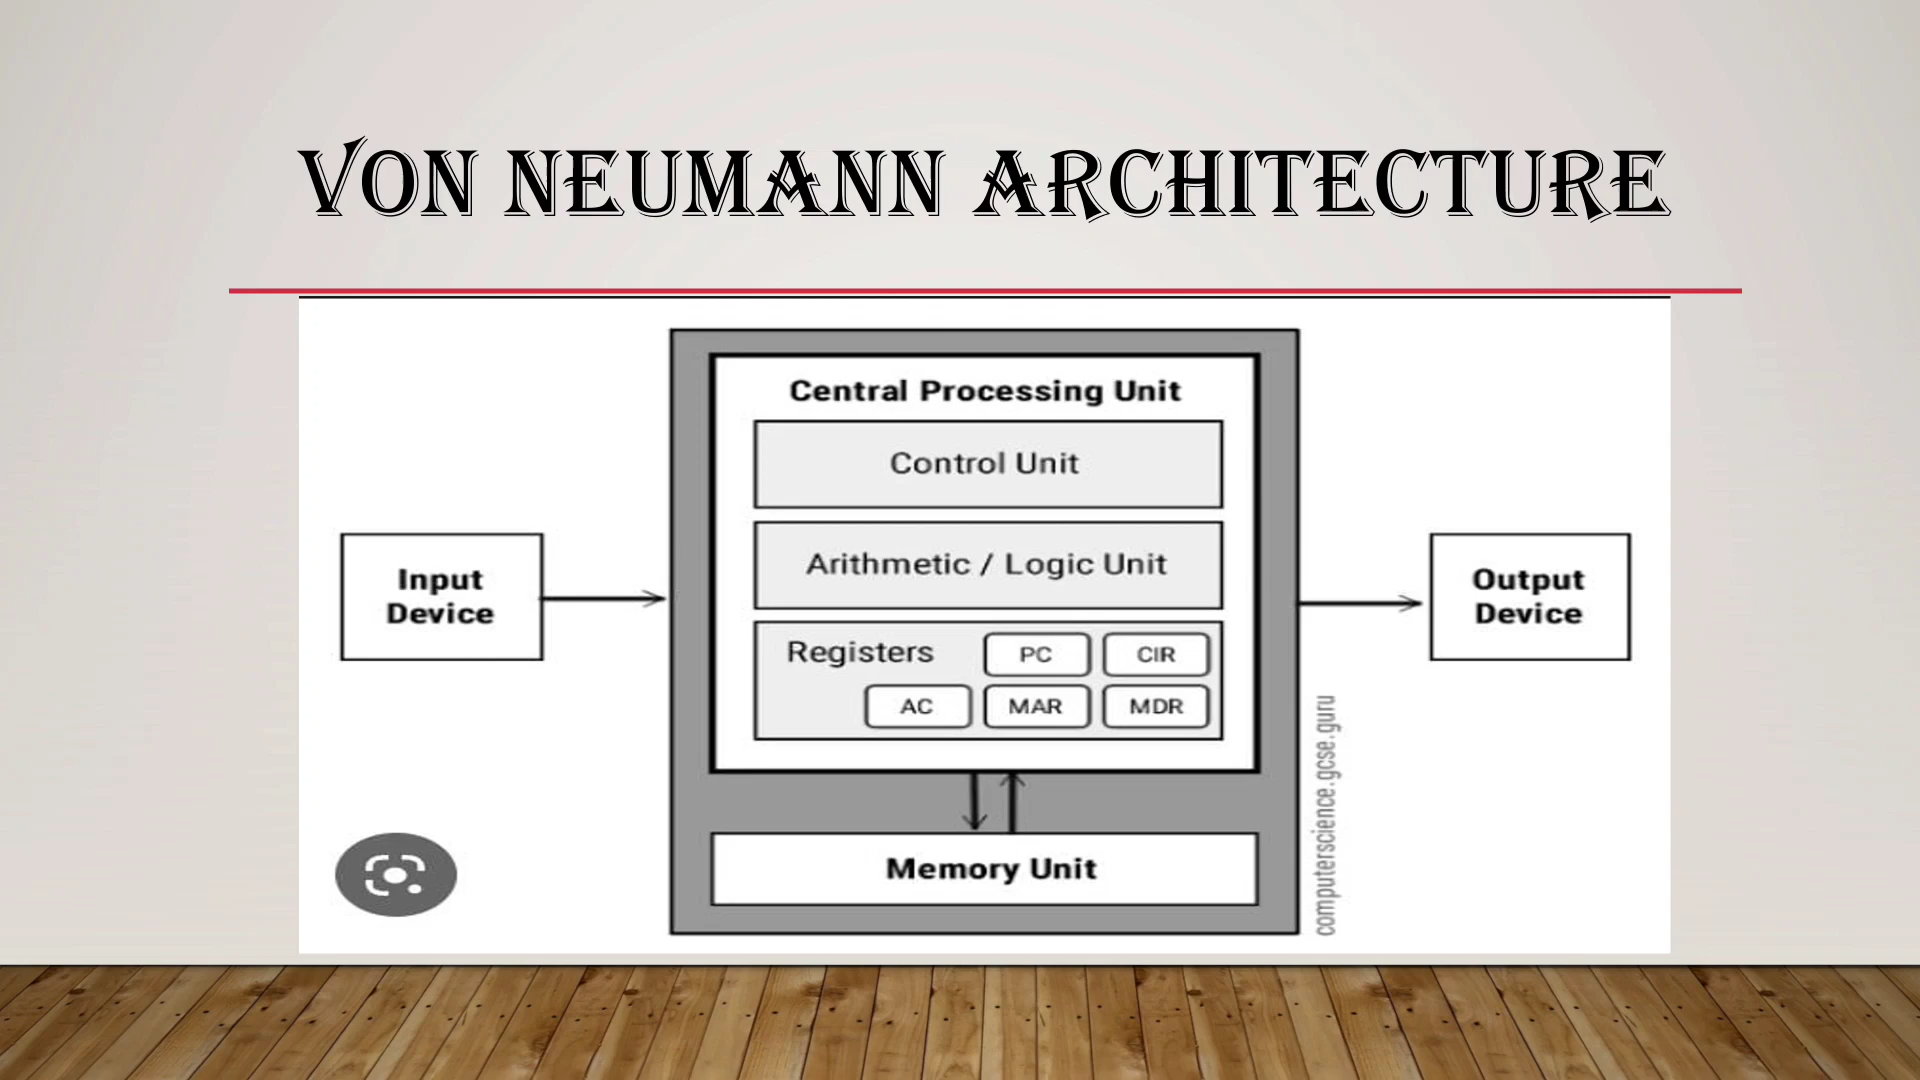 VON NEUMANN ARCHITECTURE
Central Processing Unit
Control Unit
Arithmetic / Logic Unit
Registers
PC
CIR
AC
MAR
MDR
Input
Device
Output
Device
Memory Unit
computerscience.gcse.guru